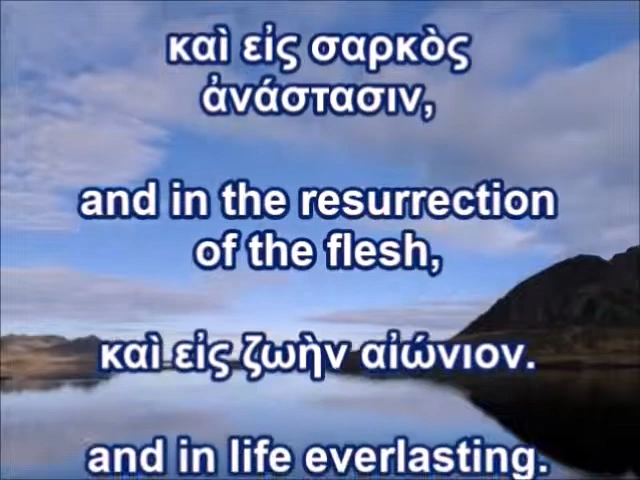 καὶ εἰς σαρκὸς
ἀνάστασιν,
and in the resurrection
of the flesh,
καὶ εἰς ζωὴν αἰώνιον.
and in life everlasting.